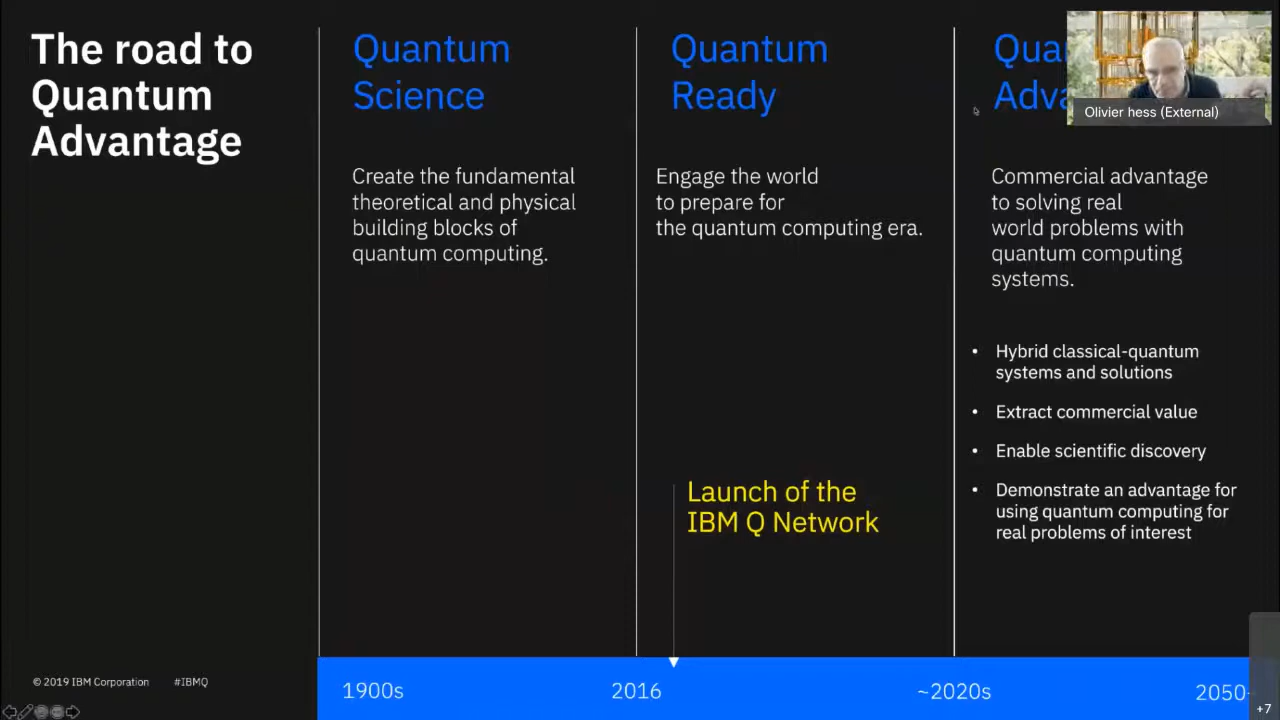 The road to
Quantum
Advantage
Quantum
Science
Create the fundamental
theoretical and physical
building blocks of
quantum computing.
Quantum
Ready
Engage the world
to prepare for
the quantum computing era.
Launch of the
IBM Q Network
Qua
Adva
Commercial advantage
to solving real
world problems with
quantum computing
systems.
• Hybrid classical-quantum
systems and solutions
• Extract commercial value
• Enable scientific discovery
• Demonstrate an advantage for
using quantum computing for
real problems of interest
Olivier hess (External)
© 2019 IBM Corporation #IBMQ
1900s 2016 ~2020s 2050-
+7